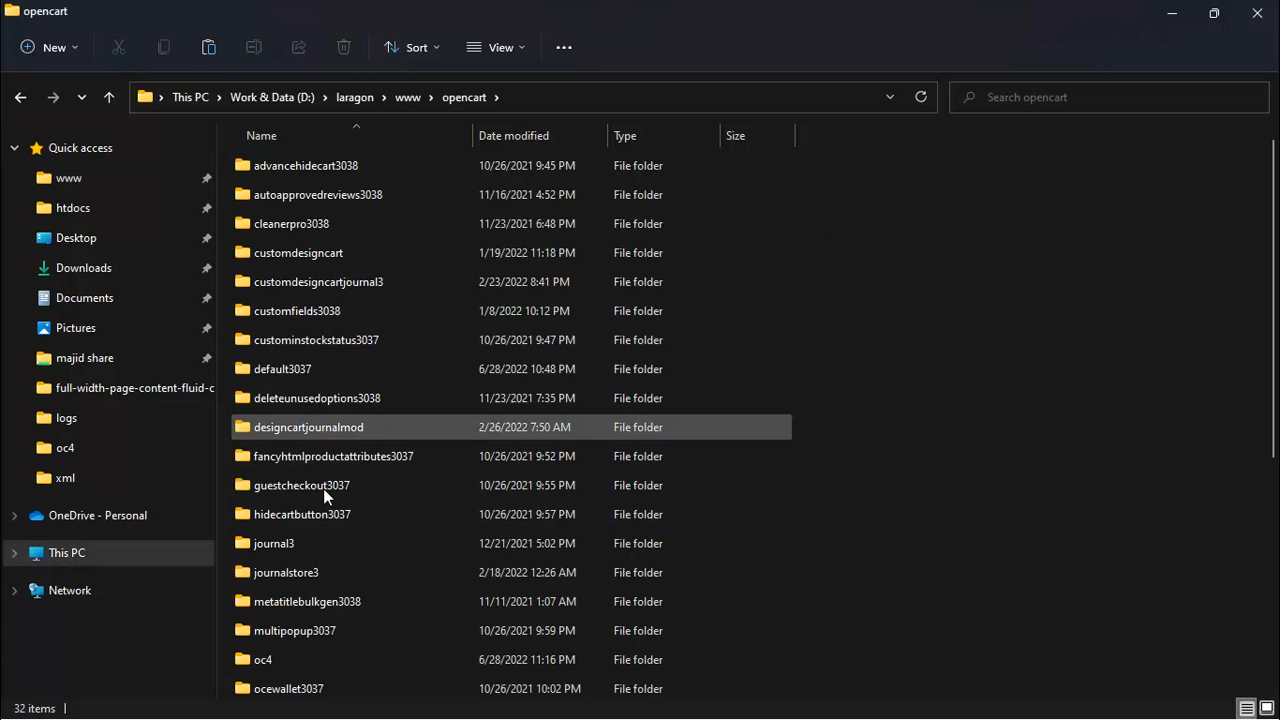 opencart
New
Sort
View
This PC
Work & Data (D:)
laragon
www
opencart
Search opencart
Quick access
www
htdocs
Desktop
Downloads
Documents
Pictures
majid share
full-width-page-content-fluid-c
logs
oc4
xml
OneDrive - Personal
This PC
Network
Name Date modified Type Size
advancehidecart3038 10/26/2021 9:45 PM File folder
autoapprovedreviews3038 11/16/2021 4:52 PM File folder
cleanerpro3038 11/23/2021 6:48 PM File folder
customdesigncart 1/19/2022 11:18 PM File folder
customdesigncartjournal3 2/23/2022 8:41 PM File folder
customfields3038 1/8/2022 10:12 PM File folder
custominstockstatus3037 10/26/2021 9:47 PM File folder
default3037 6/28/2022 10:48 PM File folder
deleteunusedoptions3038 11/23/2021 7:35 PM File folder
designcartjournalmod 2/26/2022 7:50 AM File folder
fancyhtmlproductattributes3037 10/26/2021 9:52 PM File folder
guestcheckout3037 10/26/2021 9:55 PM File folder
hidecartbutton3037 10/26/2021 9:57 PM File folder
journal3 12/21/2021 5:02 PM File folder
journalstore3 2/18/2022 12:26 AM File folder
metatitlebulkgen3038 11/11/2021 1:07 AM File folder
multipopup3037 10/26/2021 9:59 PM File folder
oc4 6/28/2022 11:16 PM File folder
ocewallet3037 10/26/2021 10:02 PM File folder
32 items